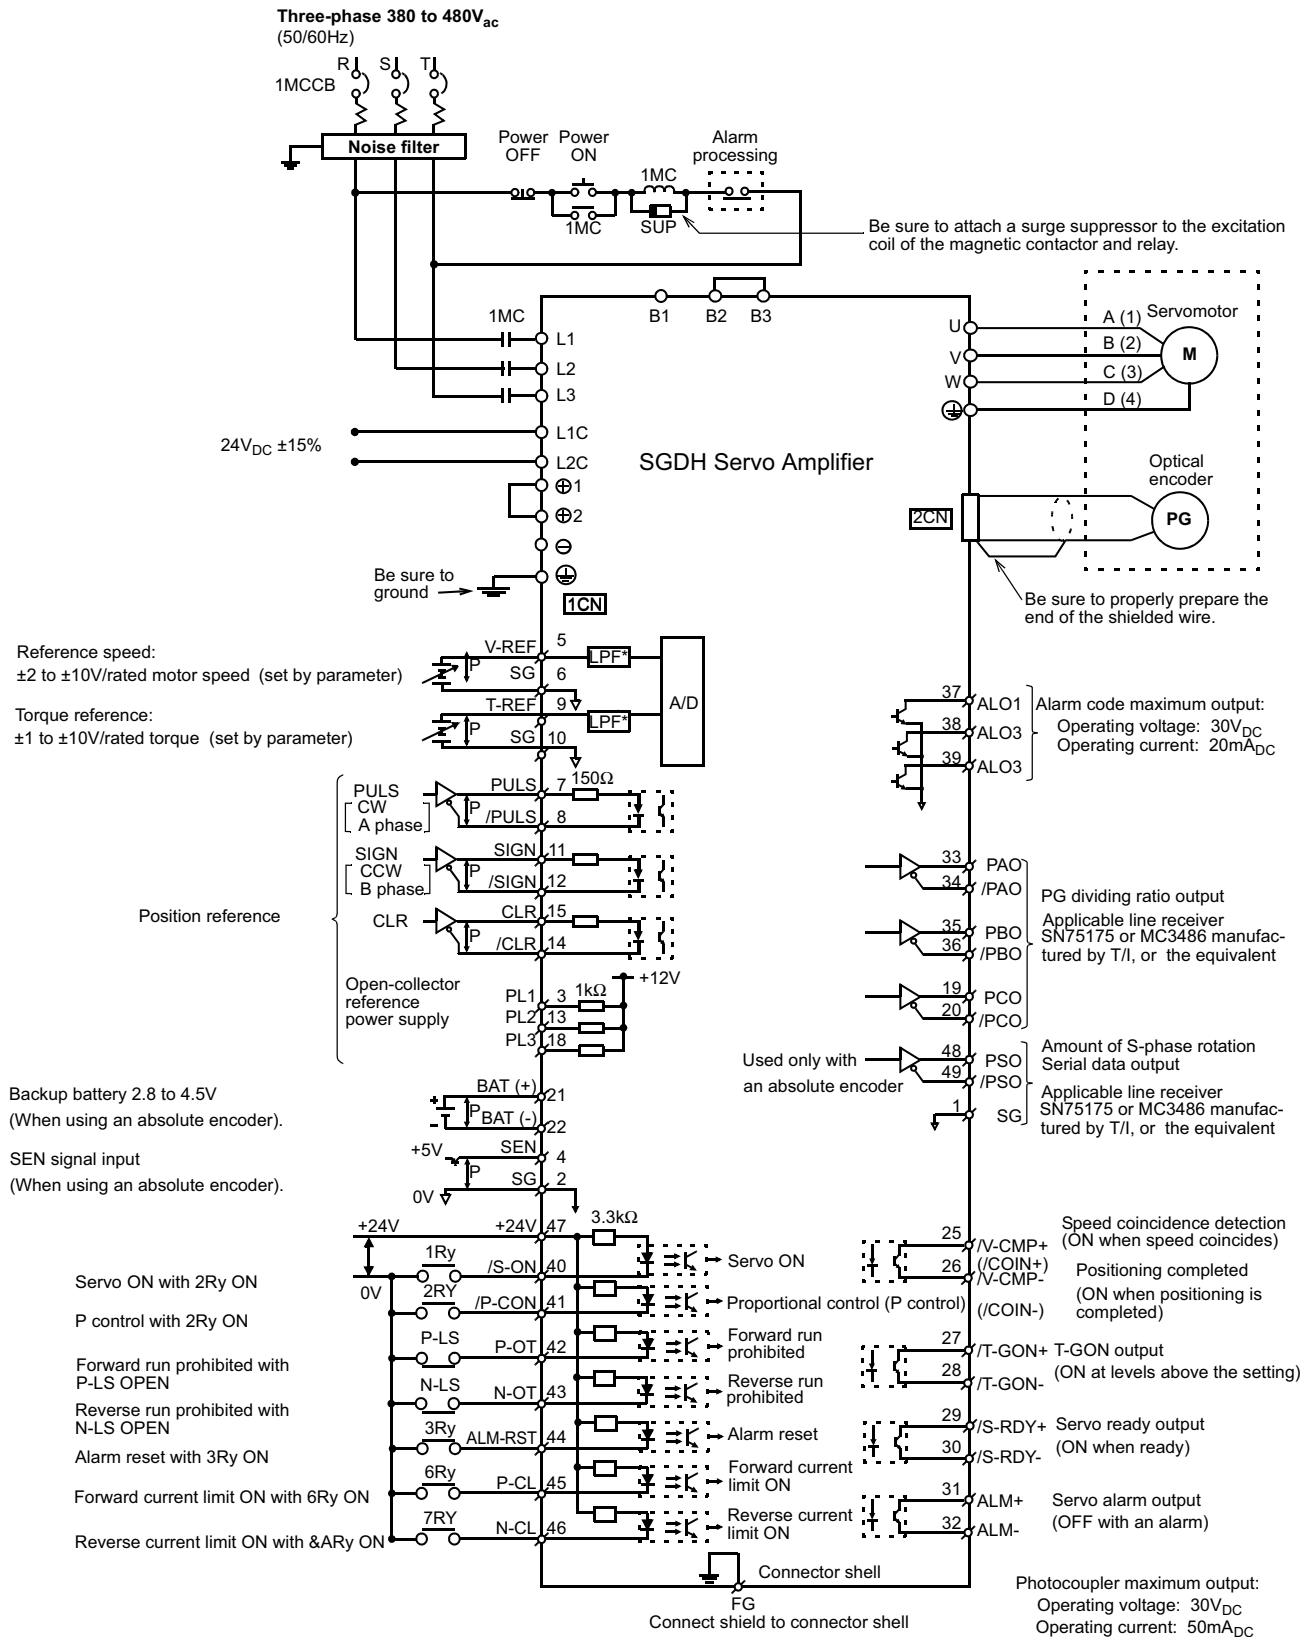 Three-phase 380 to 480Vac
(50/60Hz)
R S T
1MCCB
Noise filter
Power OFF
Power ON
Alarm processing
1MC
1MC
SUP
Be sure to attach a surge suppressor to the excitation
coil of the magnetic contactor and relay.
B1 B2 B3
1MC
L1
L2
L3
24VDC ±15%
L1C
L2C
1
2
SGDH Servo Amplifier
U
V
W
A (1)
B (2)
C (3)
D (4)
Servomotor
M
Optical
encoder
PG
2CN
Be sure to properly prepare the
end of the shielded wire.
Be sure to
ground
1CN
Reference speed:
±2 to ±10V/rated motor speed (set by parameter)
P
V-REF 5
SG 6
LPF*
Torque reference:
±1 to ±10V/rated torque (set by parameter)
P
T-REF 9
SG 10
LPF*
A/D
Position reference
PULS
CW
A phase
P
PULS 7
/PULS 8
150Ω
SIGN
CCW
B phase
P
SIGN 11
/SIGN 12
CLR
P
CLR 15
/CLR 14
Open-collector
reference
power supply
PL1 3
PL2 13
PL3 18
1kΩ
+12V
Backup battery 2.8 to 4.5V
(When using an absolute encoder).
+
-
P
BAT (+) 21
BAT (-) 22
SEN signal input
(When using an absolute encoder).
+5V
0V
P
SEN 4
SG 2
+24V
0V
+24V 47
3.3kΩ
Servo ON with 2Ry ON
1Ry
/S-ON 40
Servo ON
P control with 2Ry ON
2RY
/P-CON 41
Proportional control (P control)
Forward run prohibited with
P-LS OPEN
P-LS
P-OT 42
Forward run
prohibited
Reverse run prohibited with
N-LS OPEN
N-LS
N-OT 43
Reverse run
prohibited
Alarm reset with 3Ry ON
3Ry
ALM-RST 44
Alarm reset
Forward current limit ON with 6Ry ON
6Ry
P-CL 45
Forward current
limit ON
Reverse current limit ON with &ARy ON
7RY
N-CL 46
Reverse current
limit ON
37 ALO1
38 ALO3
39 ALO3
Alarm code maximum output:
Operating voltage: 30VDC
Operating current: 20mADC
33 PAO
34 /PAO
35 PBO
36 /PBO
19 PCO
20 /PCO
PG dividing ratio output
Applicable line receiver
SN75175 or MC3486 manufac-
tured by T/I, or the equivalent
Used only with
an absolute encoder
48 PSO
49 /PSO
1 SG
Amount of S-phase rotation
Serial data output
Applicable line receiver
SN75175 or MC3486 manufac-
tured by T/I, or the equivalent
25 /V-CMP+
(/COIN+)
26 /V-CMP-
(/COIN-)
Speed coincidence detection
(ON when speed coincides)
Positioning completed
(ON when positioning is
completed)
27 /T-GON+
28 /T-GON-
T-GON output
(ON at levels above the setting)
29 /S-RDY+
30 /S-RDY-
Servo ready output
(ON when ready)
31 ALM+
32 ALM-
Servo alarm output
(OFF with an alarm)
Connector shell
FG
Connect shield to connector shell
Photocoupler maximum output:
Operating voltage: 30VDC
Operating current: 50mADC